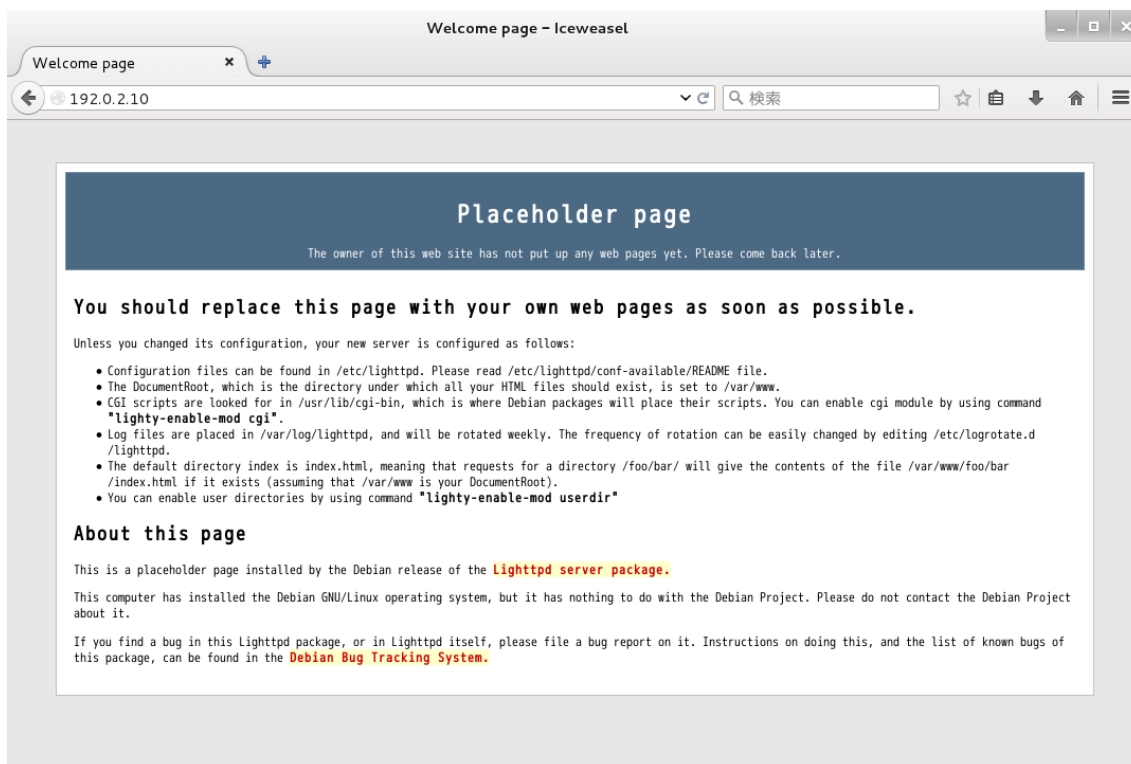 Welcome page - Iceweasel
Welcome page
192.0.2.10
検索
Placeholder page
The owner of this web site has not put up any web pages yet. Please come back later.
You should replace this page with your own web pages as soon as possible.
Unless you changed its configuration, your new server is configured as follows:
● Configuration files can be found in /etc/lighttpd. Please read /etc/lighttpd/conf-available/README file.
● The DocumentRoot, which is the directory under which all your HTML files should exist, is set to /var/www.
● CGI scripts are looked for in /usr/lib/cgi-bin, which is where Debian packages will place their scripts. You can enable cgi module by using command
"lighty-enable-mod cgi".
● Log files are placed in /var/log/lighttpd, and will be rotated weekly. The frequency of rotation can be easily changed by editing /etc/logrotate.d
/lighttpd.
● The default directory index is index.html, meaning that requests for a directory /foo/bar/ will give the contents of the file /var/www/foo/bar
/index.html if it exists (assuming that /var/www is your DocumentRoot).
● You can enable user directories by using command "lighty-enable-mod userdir"
About this page
This is a placeholder page installed by the Debian release of the Lighttpd server package.
This computer has installed the Debian GNU/Linux operating system, but it has nothing to do with the Debian Project. Please do not contact the Debian Project
about it.
If you find a bug in this Lighttpd package, or in Lighttpd itself, please file a bug report on it. Instructions on doing this, and the list of known bugs of
this package, can be found in the Debian Bug Tracking System.